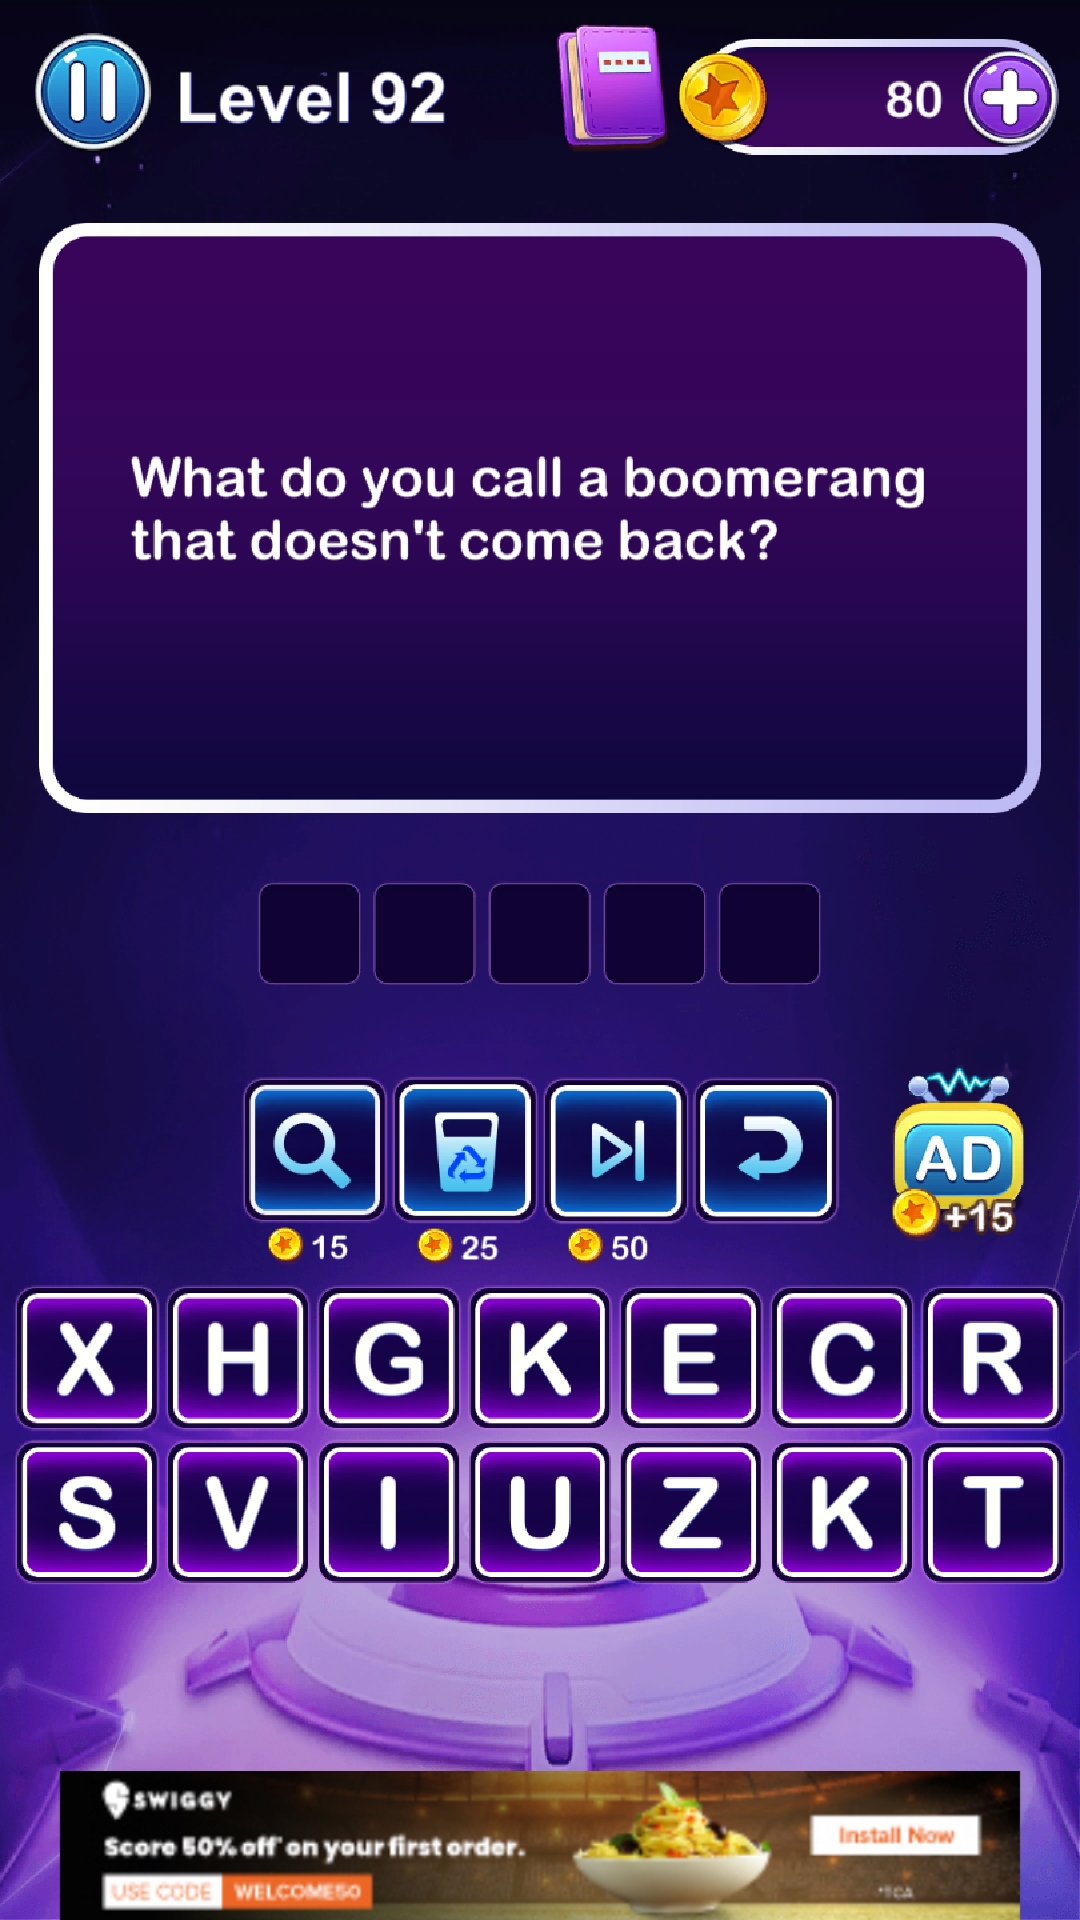 Level 92
80
What do you call a boomerang
that doesn't come back?
AD
+15
15 25 50
X H G K E C R
S V I U Z K T
SWIGGY
Score 50% off* on your first order.
USE CODE WELCOME50
Install Now
*TCA